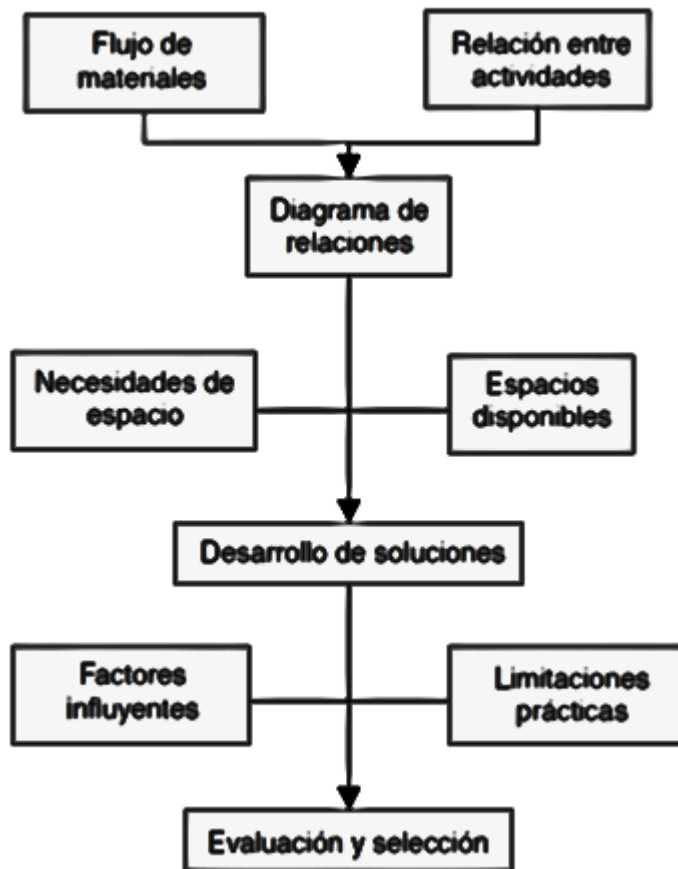 Flujo de
materiales
Relación entre
actividades
Diagrama de
relaciones
Necesidades de
espacio
Espacios
disponibles
Desarrollo de soluciones
Factores
influyentes
Limitaciones
prácticas
Evaluación y selección